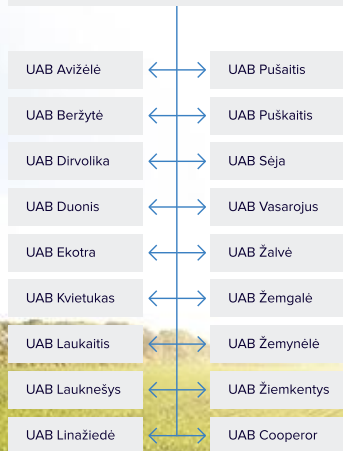 UAB Avižėlė
UAB Pušaitis
UAB Beržytė
UAB Puškaitis
UAB Dirvolika
UAB Sėja
UAB Duonis
UAB Vasarojus
UAB Ekotra
UAB Žalvė
UAB Kvietukas
UAB Žemgalė
UAB Laukaitis
UAB Žemynėlė
UAB Lauknešys
UAB Žiemkentys
UAB Linažiedė
UAB Cooperor